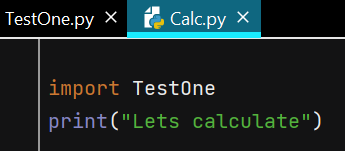 TestOne.py × Calc.py ×
import TestOne
print("Lets calculate")